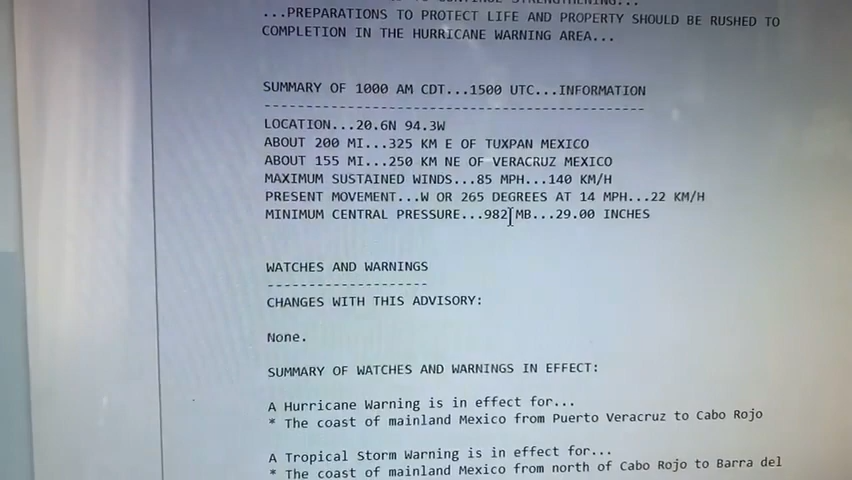 ...PREPARATIONS TO PROTECT LIFE AND PROPERTY SHOULD BE RUSHED TO
COMPLETION IN THE HURRICANE WARNING AREA...
SUMMARY OF 1000 AM CDT...1500 UTC...INFORMATION
----------------------------------------------
LOCATION...20.6N 94.3W
ABOUT 200 MI...325 KM E OF TUXPAN MEXICO
ABOUT 155 MI...250 KM NE OF VERACRUZ MEXICO
MAXIMUM SUSTAINED WINDS...85 MPH...140 KM/H
PRESENT MOVEMENT...W OR 265 DEGREES AT 14 MPH...22 KM/H
MINIMUM CENTRAL PRESSURE...982 MB...29.00 INCHES
WATCHES AND WARNINGS
--------------------
CHANGES WITH THIS ADVISORY:
None.
SUMMARY OF WATCHES AND WARNINGS IN EFFECT:
A Hurricane Warning is in effect for...
* The coast of mainland Mexico from Puerto Veracruz to Cabo Rojo
A Tropical Storm Warning is in effect for...
* The coast of mainland Mexico from north of Cabo Rojo to Barra del